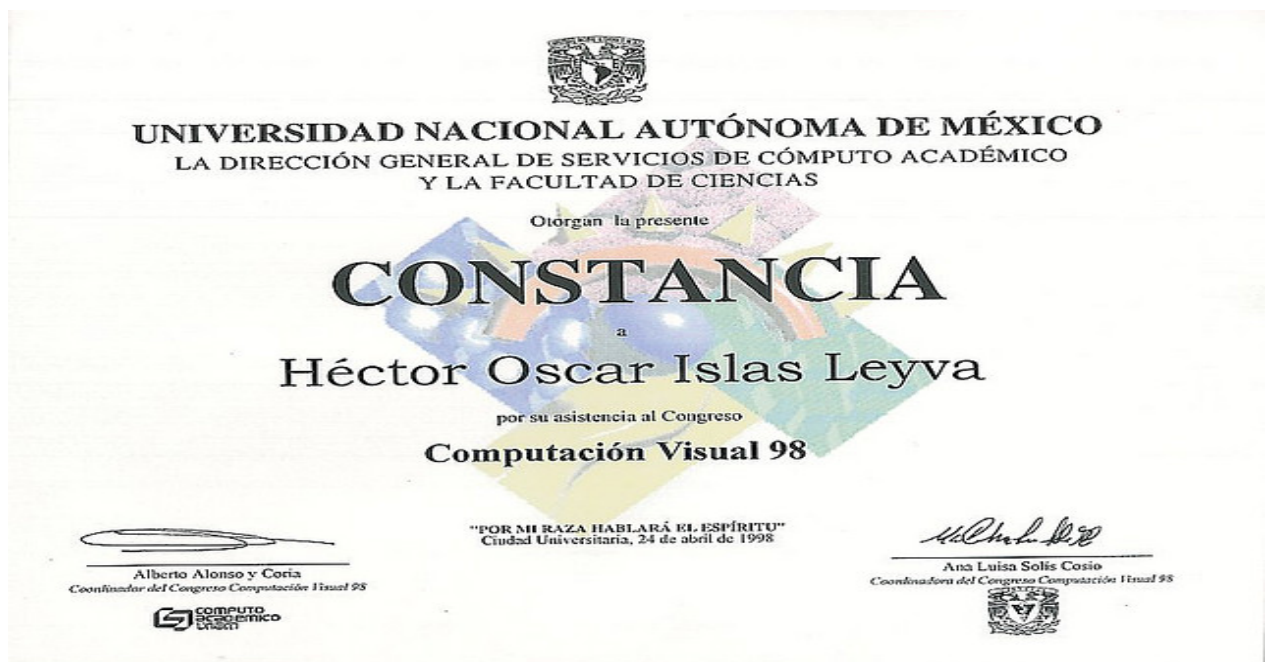 UNIVERSIDAD NACIONAL AUTÓNOMA DE MÉXICO
LA DIRECCIÓN GENERAL DE SERVICIOS DE CÓMPUTO ACADÉMICO
Y LA FACULTAD DE CIENCIAS
Otorgan la presente
CONSTANCIA
a
Héctor Oscar Islas Leyva
por su asistencia al Congreso
Computación Visual 98
"POR MI RAZA HABLARÁ EL ESPÍRITU"
Ciudad Universitaria, 24 de abril de 1998
Alberto Alonso y Coria
Coordinador del Congreso Computación Visual 98
COMPUTO
academico
unam
Ana Luisa Solís Cosio
Coordinadora del Congreso Computación Visual 98